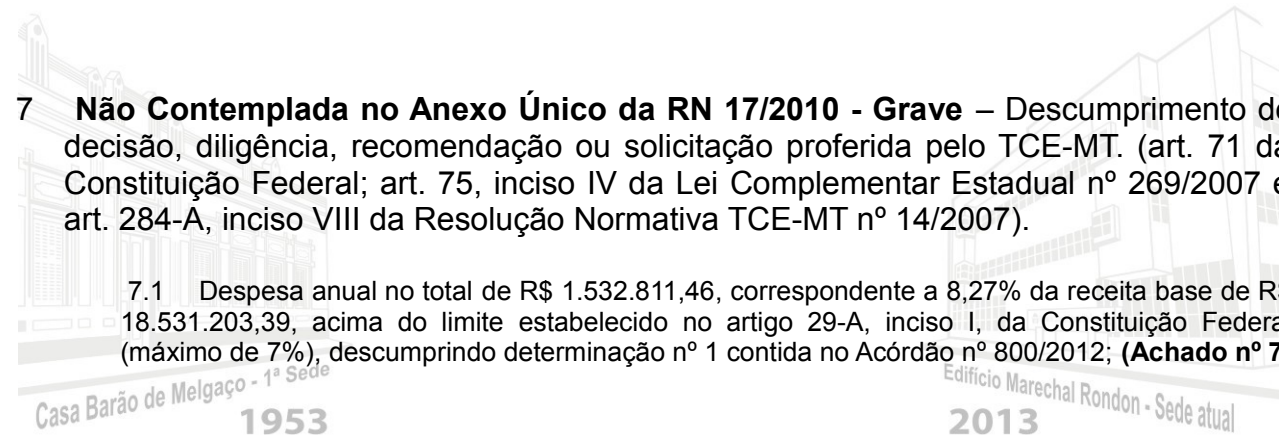 7 Não Contemplada no Anexo Único da RN 17/2010 - Grave – Descumprimento de
decisão, diligência, recomendação ou solicitação proferida pelo TCE-MT. (art. 71 da
Constituição Federal; art. 75, inciso IV da Lei Complementar Estadual nº 269/2007 e
art. 284-A, inciso VIII da Resolução Normativa TCE-MT nº 14/2007).
7.1 Despesa anual no total de R$ 1.532.811,46, correspondente a 8,27% da receita base de R$
18.531.203,39, acima do limite estabelecido no artigo 29-A, inciso I, da Constituição Federal
(máximo de 7%), descumprindo determinação nº 1 contida no Acórdão nº 800/2012; (Achado nº 7
Casa Barão de Melgaço - 1ª Sede
1953
Edifício Marechal Rondon - Sede atual
2013